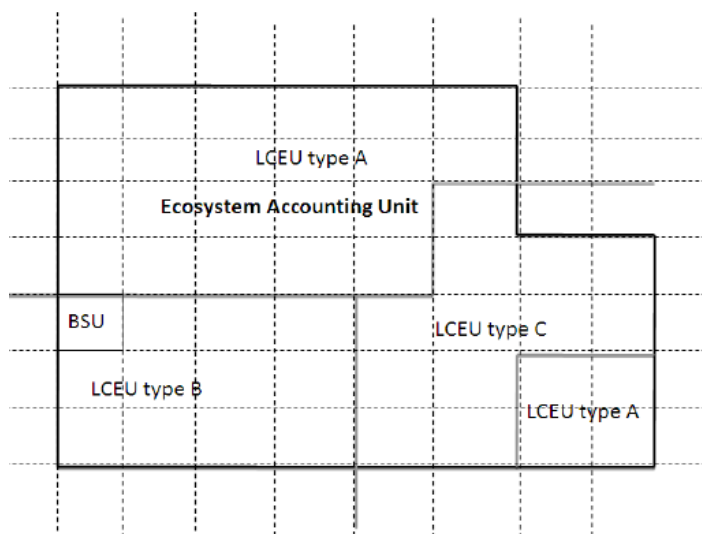 LCEU type A
Ecosystem Accounting Unit
BSU
LCEU type C
LCEU type B
LCEU type A